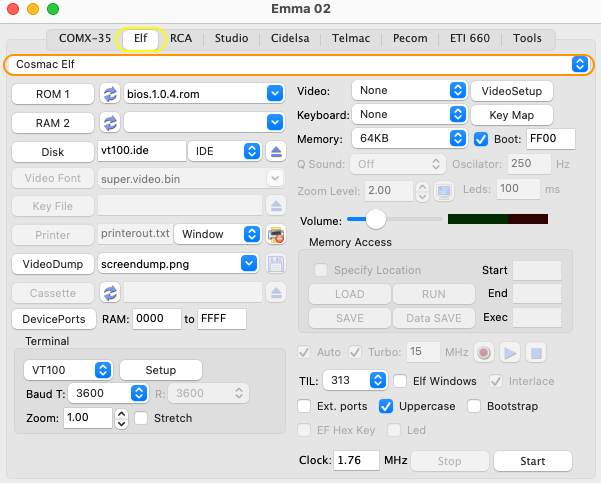 Emma 02
COMX-35 Elf RCA Studio Cidelsa Telmac Pecom ETI 660 Tools
Cosmac Elf
ROM 1 bios.1.0.4.rom
RAM 2
Disk vt100.ide IDE
Video Font super.video.bin
Key File
Printer printerout.txt Window
VideoDump screendump.png
Cassette
DevicePorts RAM: 0000 to FFFF
Terminal
VT100 Setup
Baud T: 3600 R: 3600
Zoom: 1.00 Stretch
Video: None VideoSetup
Keyboard: None Key Map
Memory: 64KB Boot: FF00
Q Sound: Off Oscilator: 250 Hz
Zoom Level: 2.00 Leds: 100 ms
Volume:
Memory Access
Specify Location Start
LOAD RUN End
SAVE Data SAVE Exec
Auto Turbo: 15 MHz
TIL: 313 Elf Windows Interlace
Ext. ports Uppercase Bootstrap
EF Hex Key Led
Clock: 1.76 MHz Stop Start